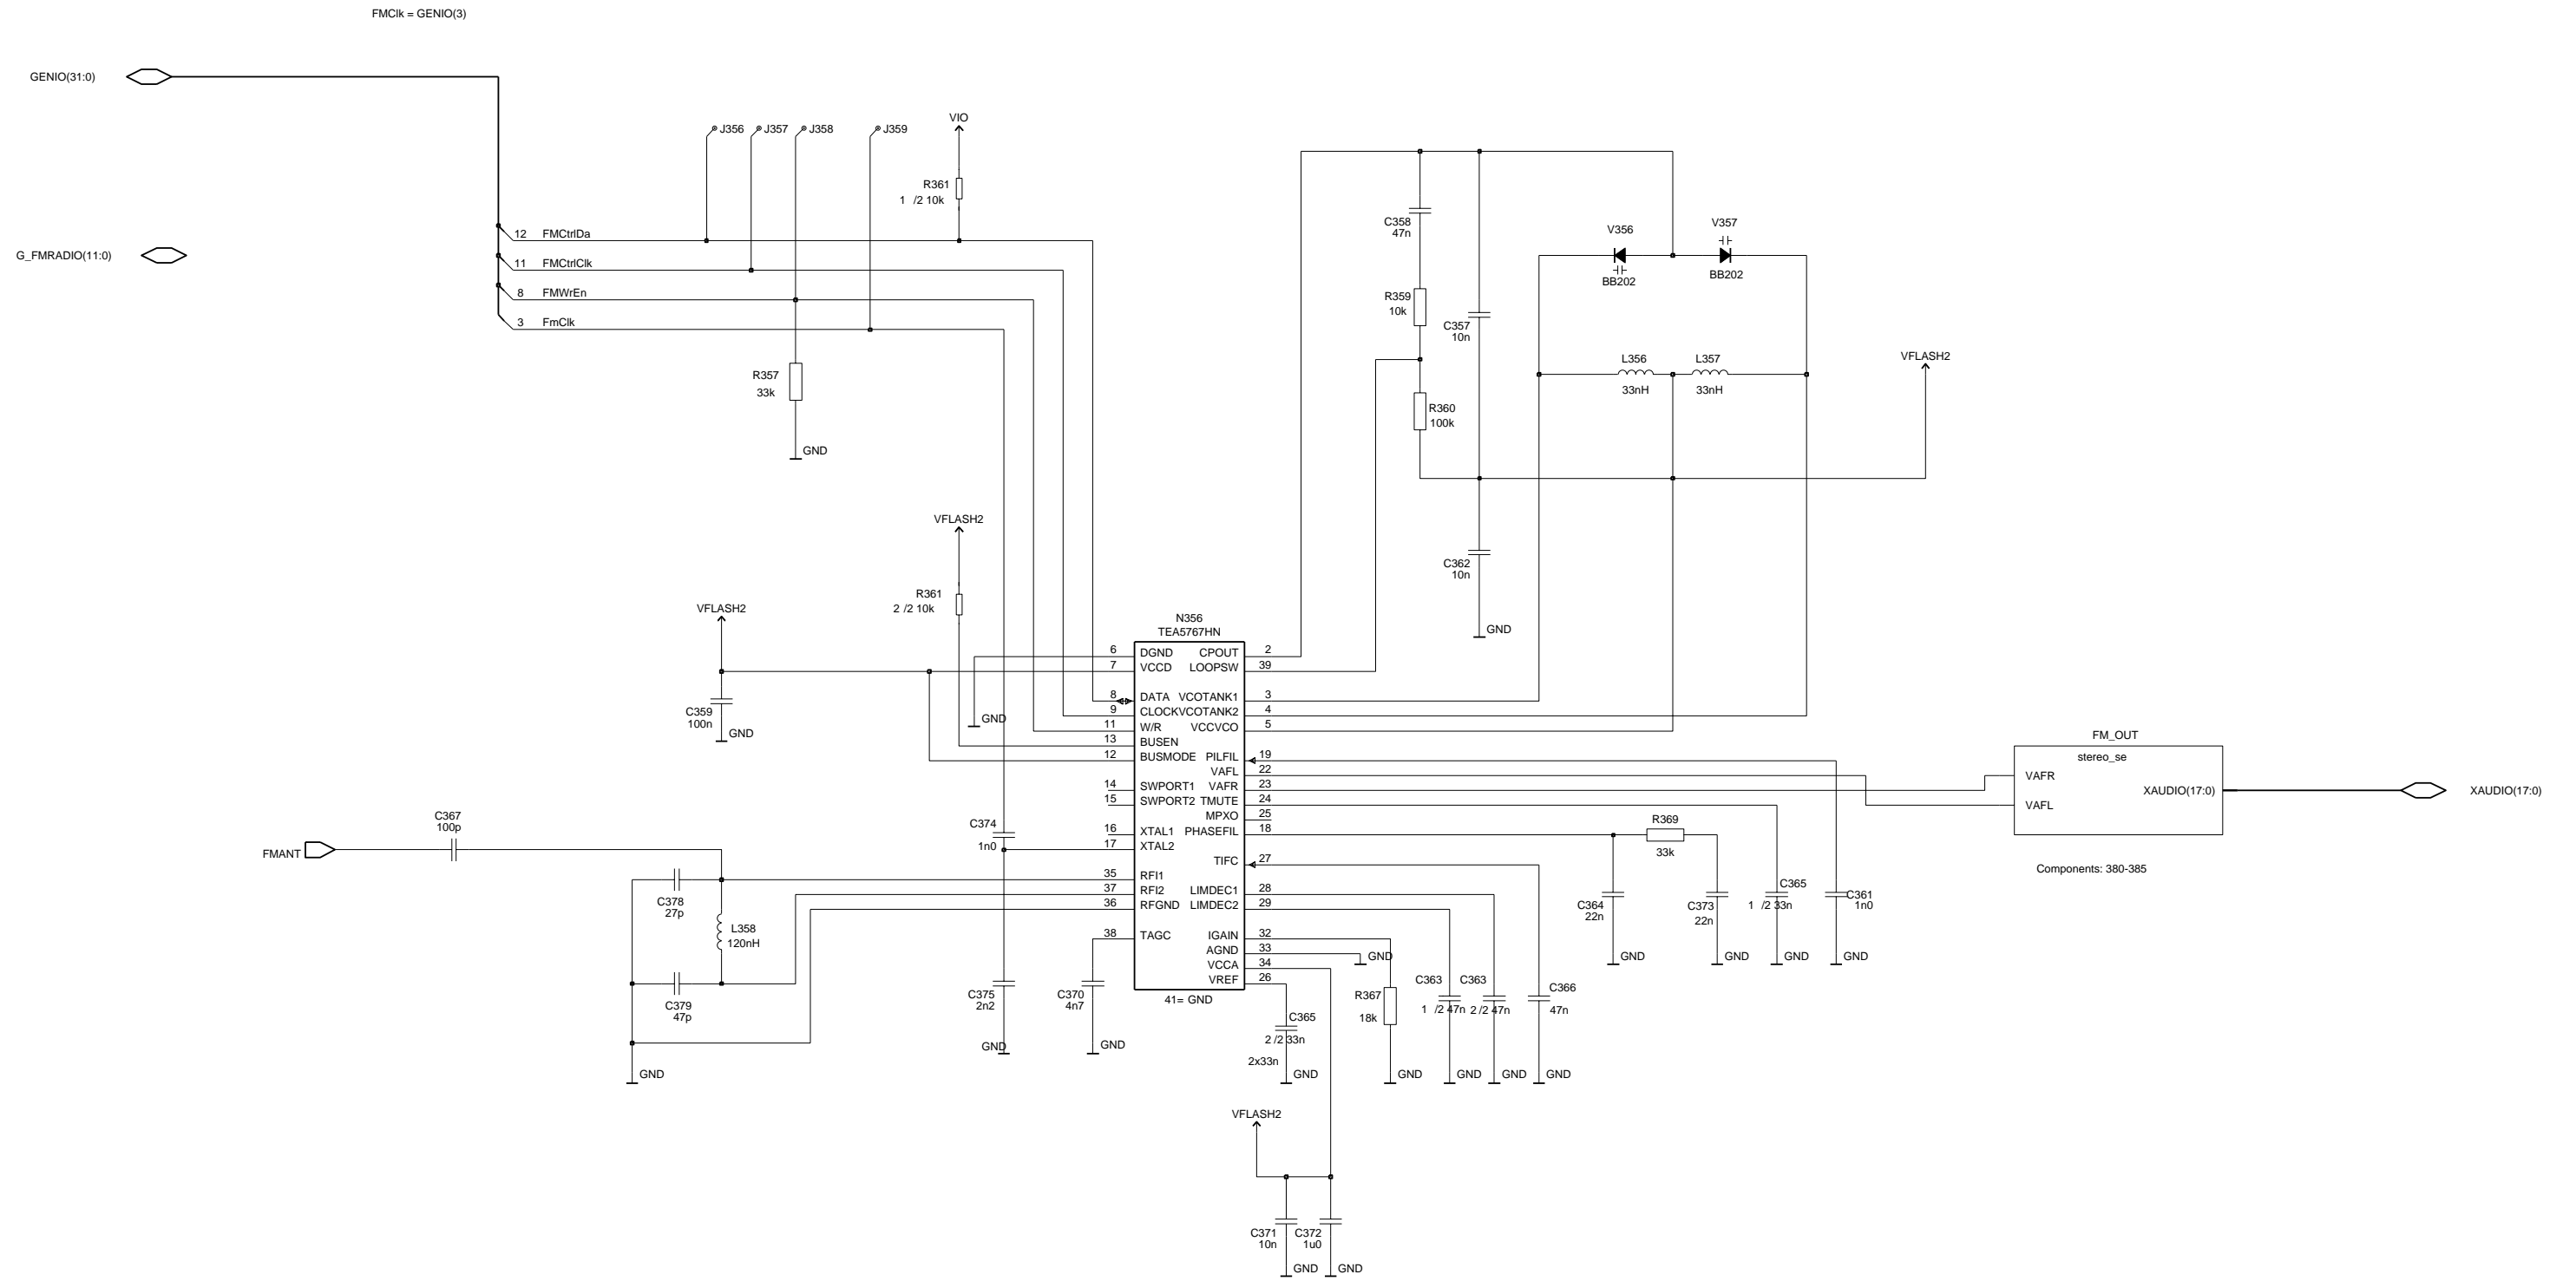 FMClk = GENIO(3)
GENIO(31:0)
G_FMRADIO(11:0)
J356
J357
J358
J359
VIO
R361
1 /2 10k
12 FMCtrlDa
11 FMCtrlClk
8 FMWrEn
3 FmClk
R357
33k
GND
C358
47n
R359
10k
C357
10n
R360
100k
V356
BB202
V357
BB202
L356
33nH
L357
33nH
VFLASH2
C362
10n
GND
VFLASH2
R361
2 /2 10k
VFLASH2
C359
100n
GND
GND
N356
TEA5767HN
6 DGND
7 VCCD
8 DATA
9 CLOCK
11 W/R
13 BUSEN
12 BUSMODE
14 SWPORT1
15 SWPORT2
16 XTAL1
17 XTAL2
35 RFI1
37 RFI2
36 RFGND
38 TAGC
CPOUT 2
LOOPSW 39
VCOTANK1 3
VCOTANK2 4
VCCVCO 5
PILFIL 19
VAFL 22
VAFR 23
TMUTE 24
MPXO 25
PHASEFIL 18
TIFC 27
LIMDEC1 28
LIMDEC2 29
IGAIN 32
AGND 33
VCCA 34
VREF 26
41= GND
FMANT
C367
100p
C378
27p
L358
120nH
C379
47p
GND
C374
1n0
C375
2n2
GND
C370
4n7
GND
C365
2 /2 33n
2x33n
GND
GND
R367
18k
GND
C363
1 /2 47n
GND
C363
2 /2 47n
GND
C366
47n
GND
R369
33k
C364
22n
GND
C373
22n
GND
C365
1 /2 33n
GND
C361
1n0
GND
FM_OUT
stereo_se
VAFR
VAFL
XAUDIO(17:0)
XAUDIO(17:0)
Components: 380-385
VFLASH2
C371
10n
GND
C372
1u0
GND